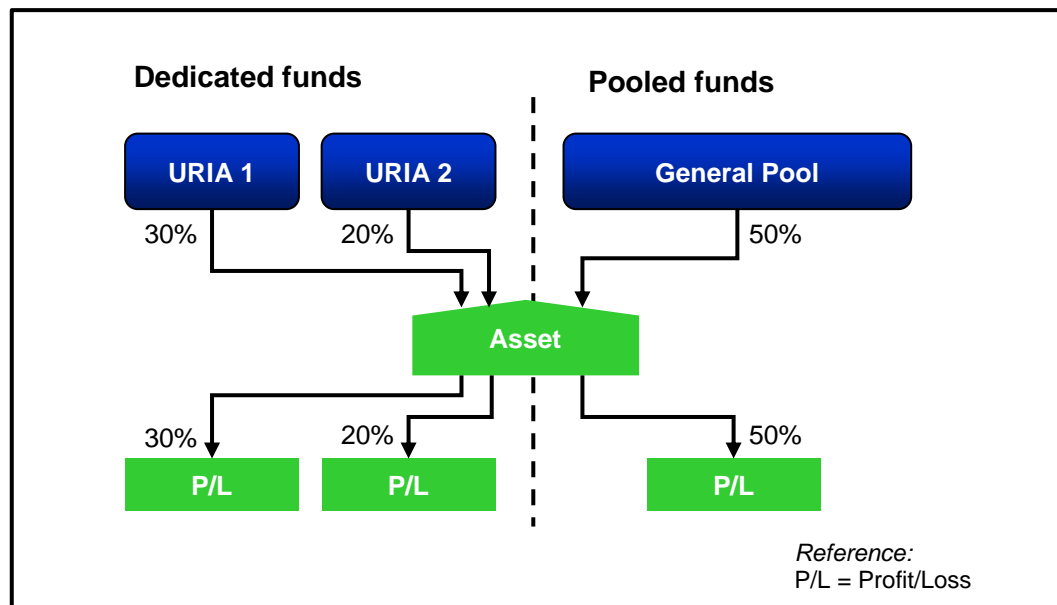 Dedicated funds
Pooled funds
URIA 1
URIA 2
General Pool
30%
20%
50%
Asset
30%
20%
50%
P/L
P/L
P/L
Reference:
P/L = Profit/Loss